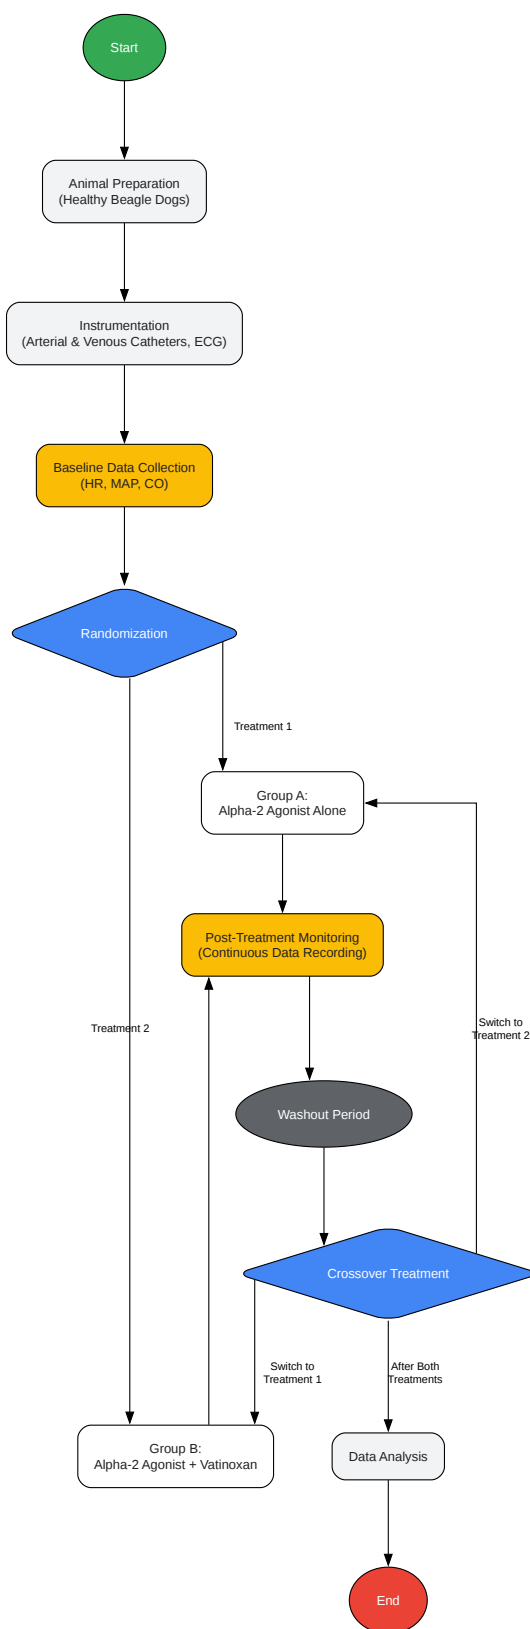 Start
Animal Preparation
(Healthy Beagle Dogs)
Instrumentation
(Arterial & Venous Catheters, ECG)
Baseline Data Collection
(HR, MAP, CO)
Randomization
Treatment 1
Group A:
Alpha-2 Agonist Alone
Post-Treatment Monitoring
(Continuous Data Recording)
Treatment 2
Switch to
Treatment 2
Washout Period
Crossover Treatment
Switch to
Treatment 1
After Both
Treatments
Group B:
Alpha-2 Agonist + Vatinoxan
Data Analysis
End